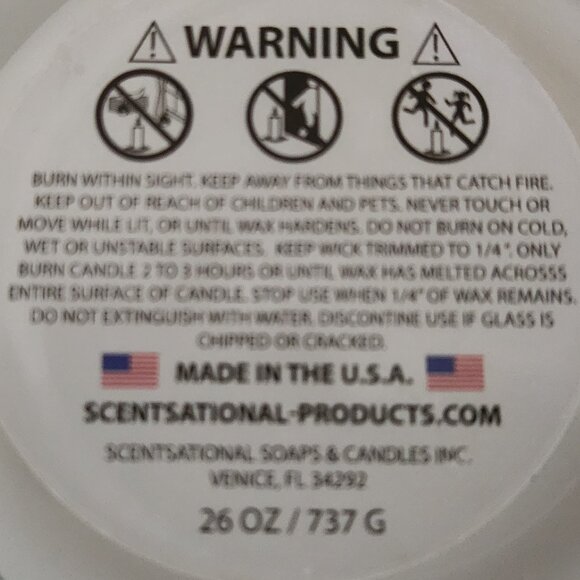 WARNING
BURN WITHIN SIGHT. KEEP AWAY FROM THINGS THAT CATCH FIRE.
KEEP OUT OF REACH OF CHILDREN AND PETS. NEVER TOUCH OR
MOVE WHILE LIT, OR UNTIL WAX HARDENS. DO NOT BURN ON COLD,
WET OR UNSTABLE SURFACES. KEEP WICK TRIMMED TO 1/4". ONLY
BURN CANDLE 2 TO 3 HOURS OR UNTIL WAX HAS MELTED ACROSSS
ENTIRE SURFACE OF CANDLE. STOP USE WHEN 1/4" OF WAX REMAINS.
DO NOT EXTINGUISH WITH WATER. DISCONTINE USE IF GLASS IS
CHIPPED OR CRACKED.
MADE IN THE U.S.A.
SCENTSATIONAL-PRODUCTS.COM
SCENTSATIONAL SOAPS & CANDLES INC.
VENICE, FL 34292
26 OZ / 737 G